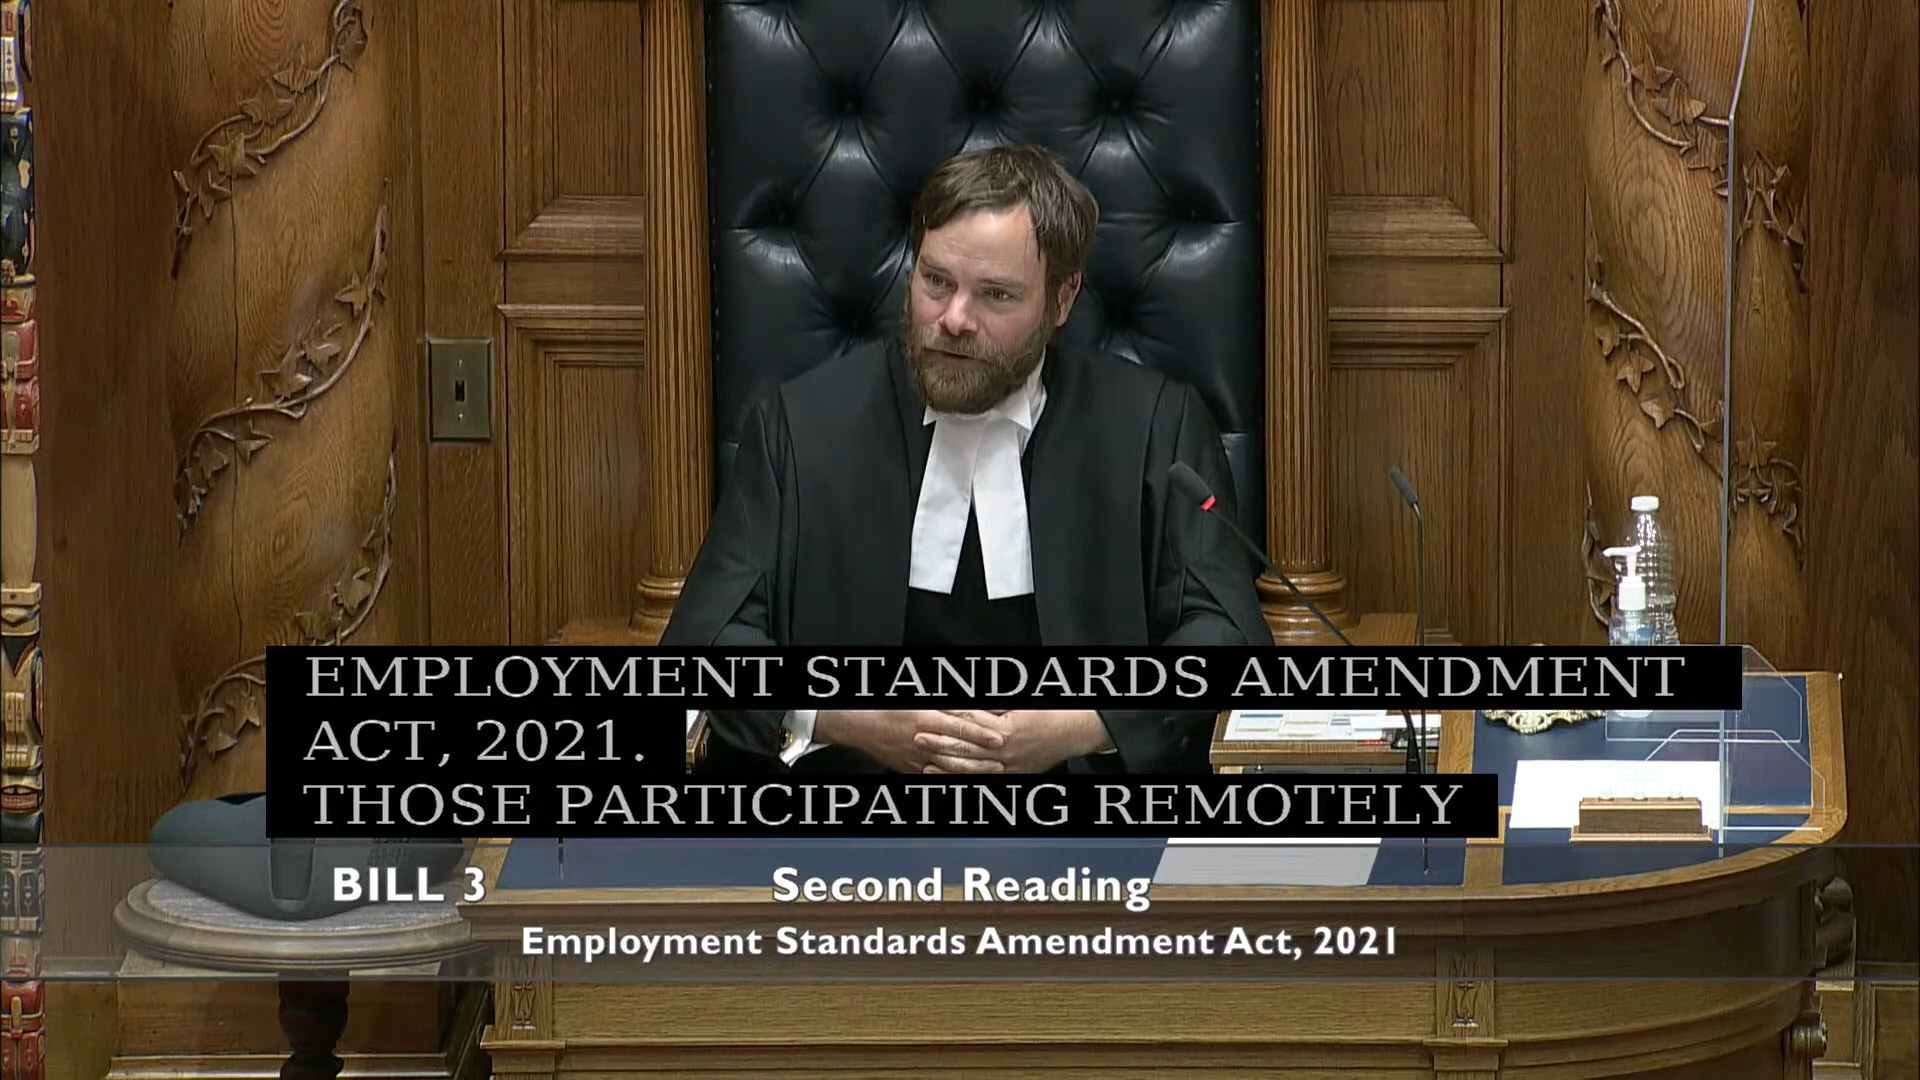 EMPLOYMENT STANDARDS AMENDMENT
ACT, 2021.
THOSE PARTICIPATING REMOTELY
BILL 3 Second Reading
Employment Standards Amendment Act, 2021